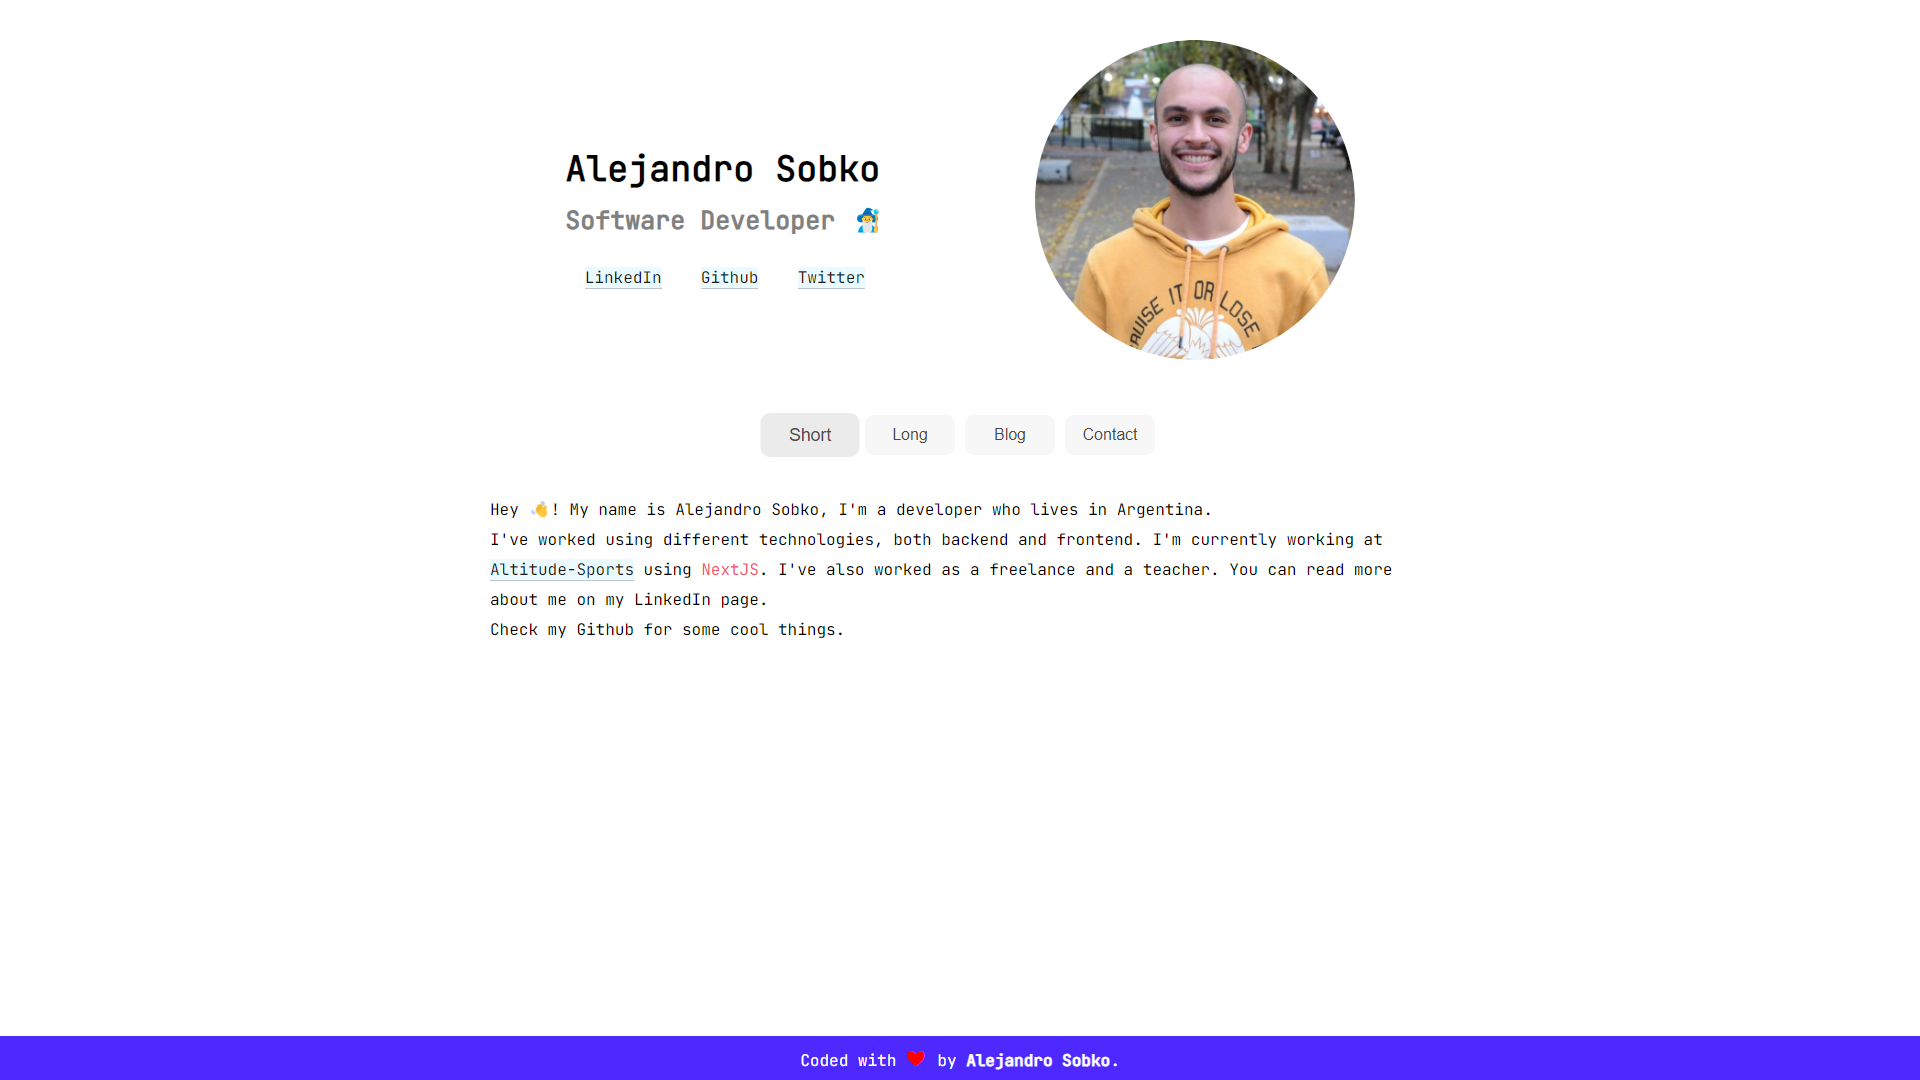 Alejandro Sobko
Software Developer 🧙‍♂️
LinkedIn Github Twitter
CRUISE IT OR LOSE
Short Long Blog Contact
Hey 👋! My name is Alejandro Sobko, I'm a developer who lives in Argentina.
I've worked using different technologies, both backend and frontend. I'm currently working at
Altitude-Sports using NextJS. I've also worked as a freelance and a teacher. You can read more
about me on my LinkedIn page.
Check my Github for some cool things.
Coded with ❤️ by Alejandro Sobko.